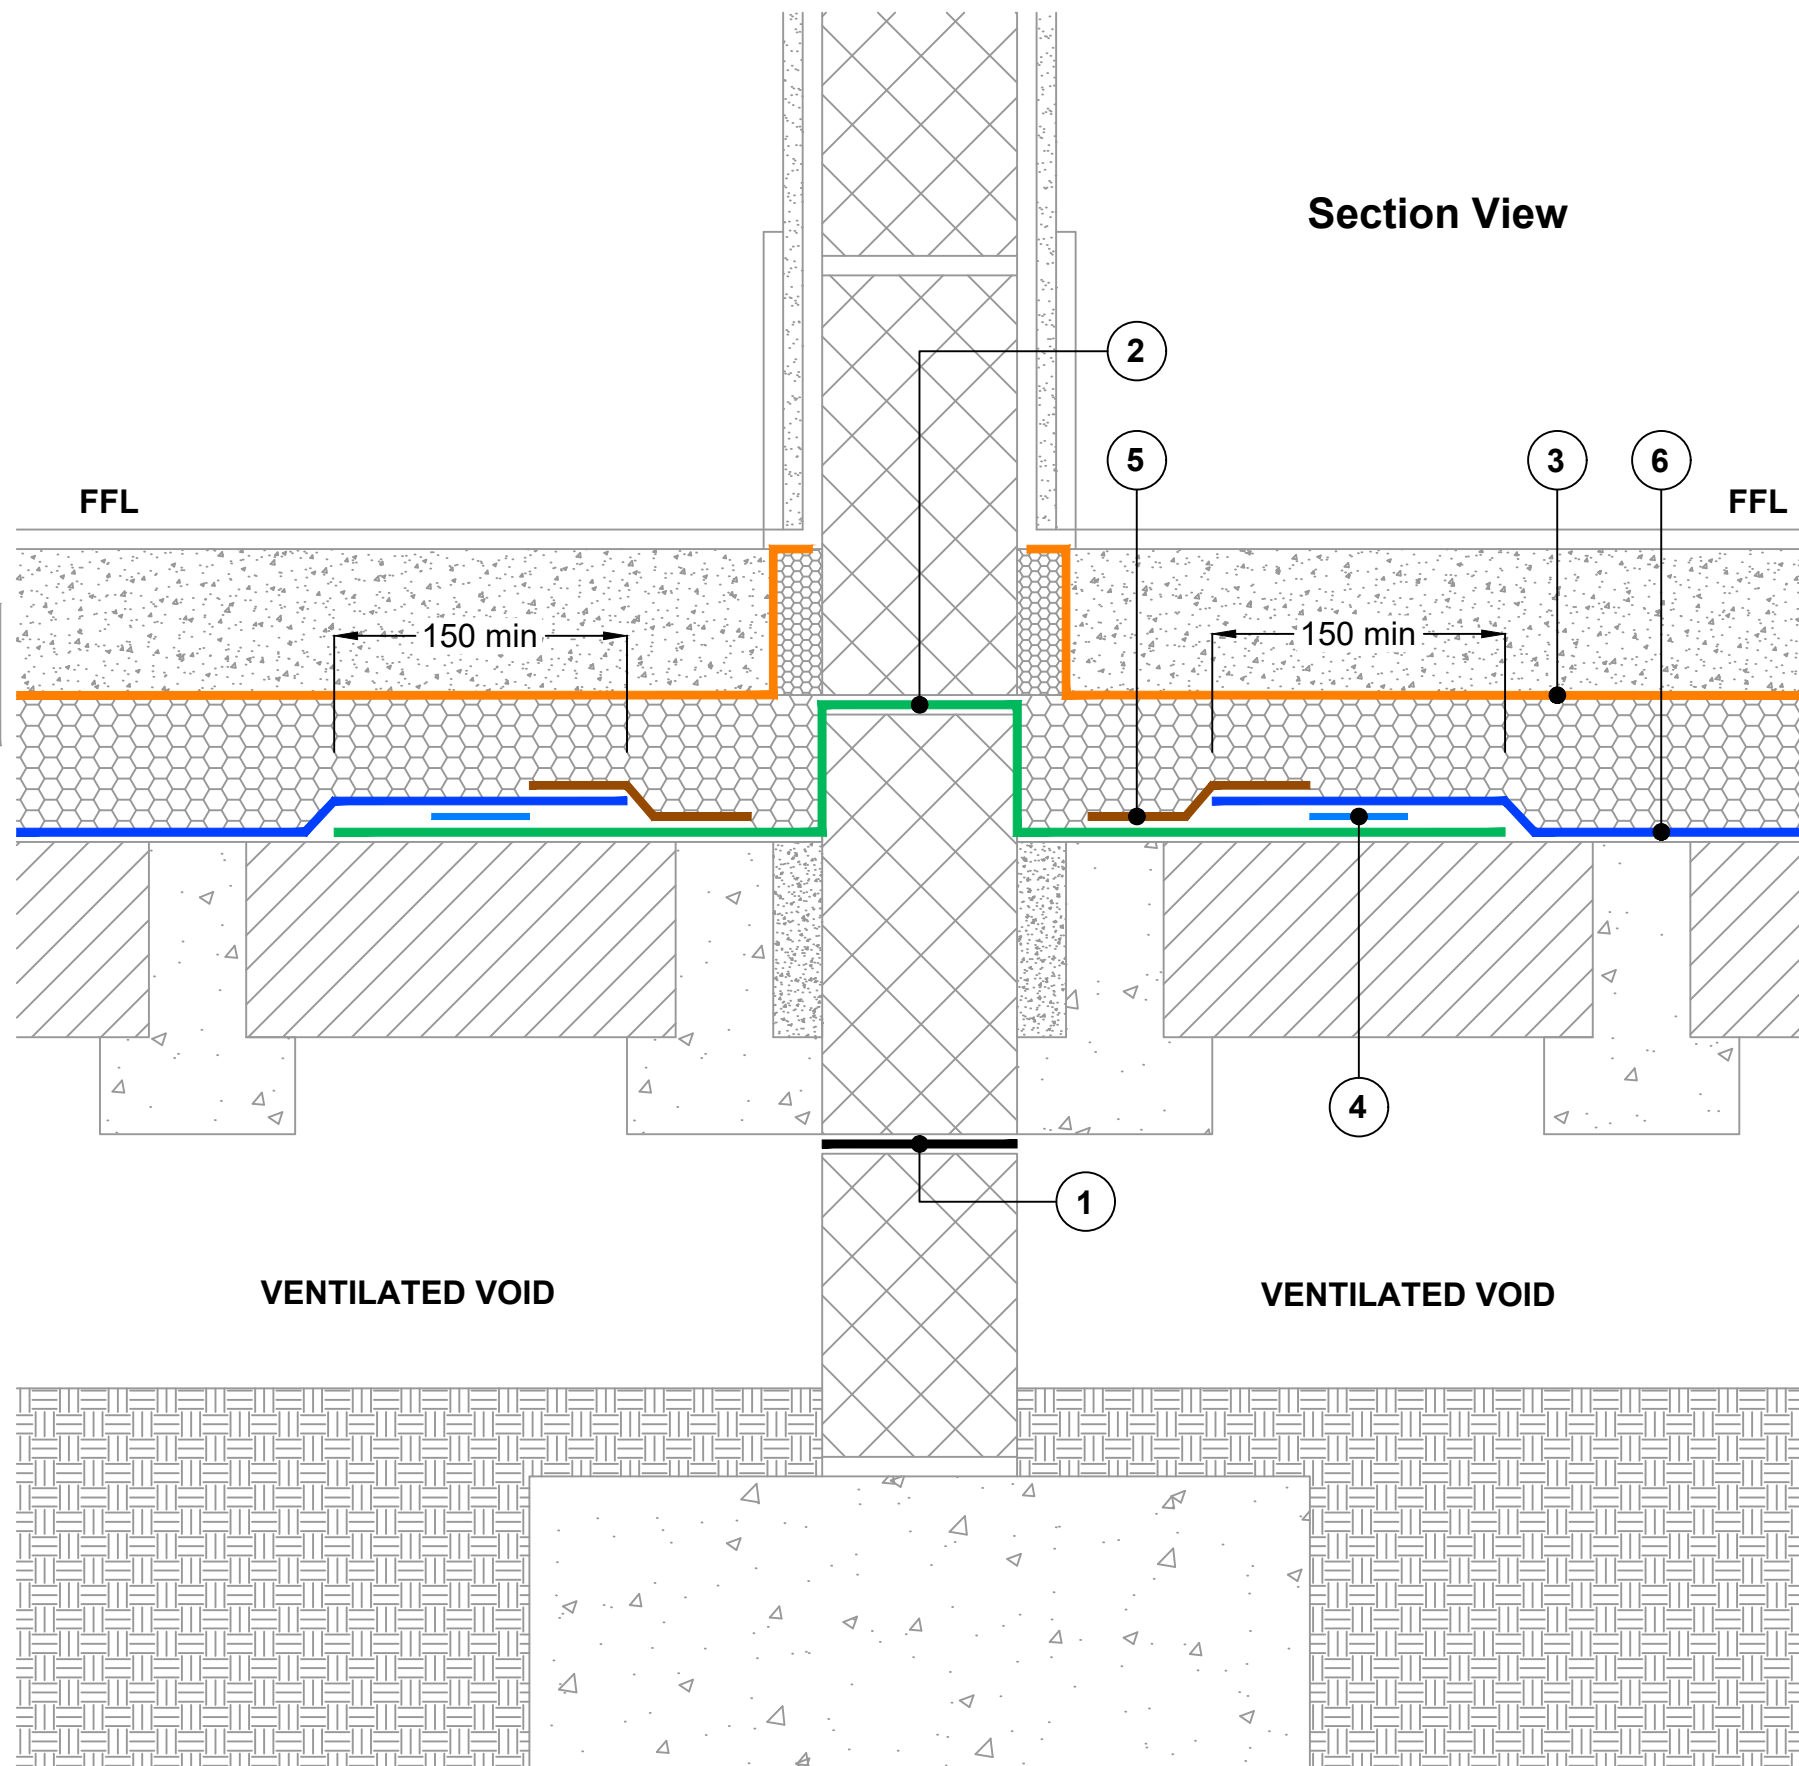 Section View
2
5
3
6
FFL
FFL
150 min
150 min
4
1
VENTILATED VOID
VENTILATED VOID